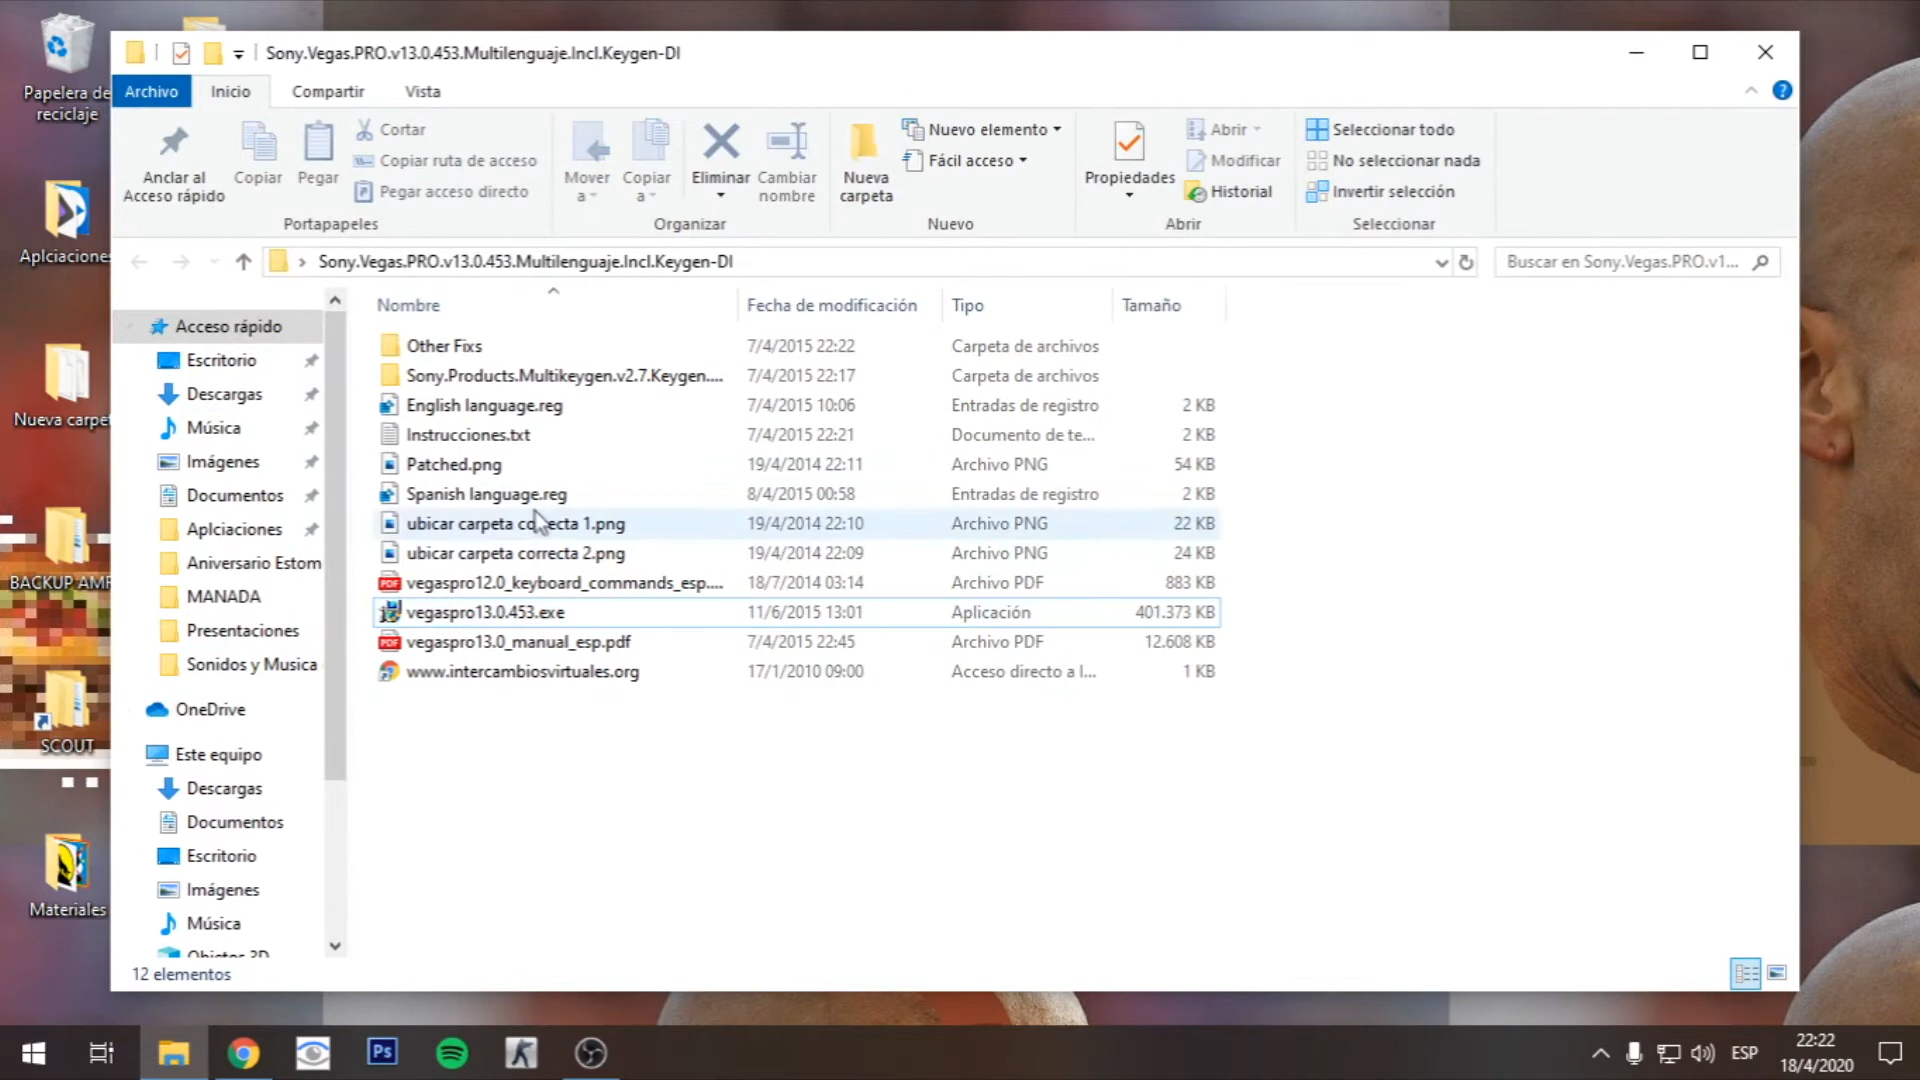 Papelera de
reciclaje
Aplciaciones
Nueva carpet
BACKUP AMP
SCOUT
Materiales
Sony.Vegas.PRO.v13.0.453.Multilenguaje.Incl.Keygen-DI
Archivo Inicio Compartir Vista
Anclar al
Acceso rápido
Copiar
Pegar
Cortar
Copiar ruta de acceso
Pegar acceso directo
Portapapeles
Mover
a
Copiar
a
Eliminar
Cambiar
nombre
Organizar
Nueva
carpeta
Nuevo elemento
Fácil acceso
Nuevo
Propiedades
Abrir
Modificar
Historial
Abrir
Seleccionar todo
No seleccionar nada
Invertir selección
Seleccionar
Sony.Vegas.PRO.v13.0.453.Multilenguaje.Incl.Keygen-DI
Buscar en Sony.Vegas.PRO.v1...
Acceso rápido
Escritorio
Descargas
Música
Imágenes
Documentos
Aplciaciones
Aniversario Estom
MANADA
Presentaciones
Sonidos y Musica
OneDrive
Este equipo
Descargas
Documentos
Escritorio
Imágenes
Música
Objetos 3D
Nombre Fecha de modificación Tipo Tamaño
Other Fixs 7/4/2015 22:22 Carpeta de archivos
Sony.Products.Multikeygen.v2.7.Keygen.... 7/4/2015 22:17 Carpeta de archivos
English language.reg 7/4/2015 10:06 Entradas de registro 2 KB
Instrucciones.txt 7/4/2015 22:21 Documento de te... 2 KB
Patched.png 19/4/2014 22:11 Archivo PNG 54 KB
Spanish language.reg 8/4/2015 00:58 Entradas de registro 2 KB
ubicar carpeta correcta 1.png 19/4/2014 22:10 Archivo PNG 22 KB
ubicar carpeta correcta 2.png 19/4/2014 22:09 Archivo PNG 24 KB
vegaspro12.0_keyboard_commands_esp.... 18/7/2014 03:14 Archivo PDF 883 KB
vegaspro13.0.453.exe 11/6/2015 13:01 Aplicación 401.373 KB
vegaspro13.0_manual_esp.pdf 7/4/2015 22:45 Archivo PDF 12.608 KB
www.intercambiosvirtuales.org 17/1/2010 09:00 Acceso directo a I... 1 KB
12 elementos
Ps
ESP
22:22
18/4/2020